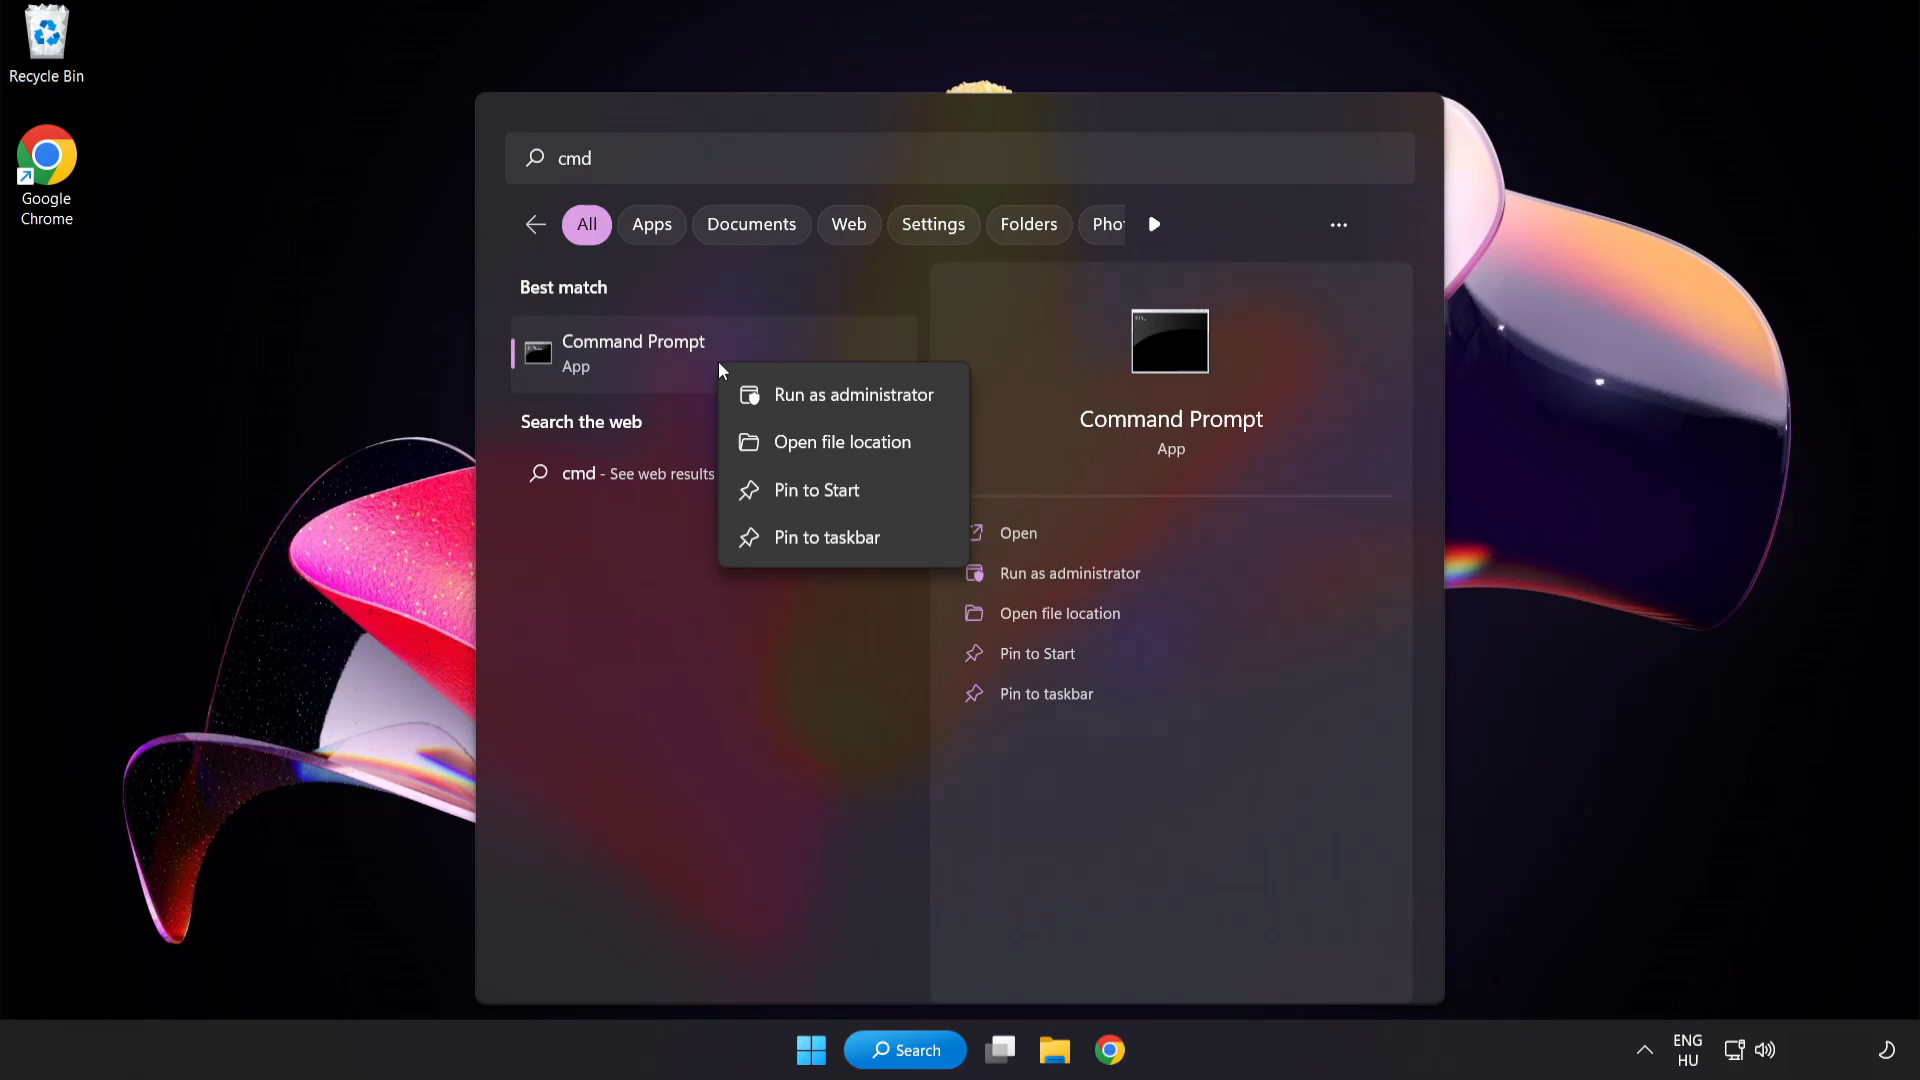 Recycle Bin
Google
Chrome
cmd
All
Apps
Documents
Web
Settings
Folders
Best match
Command Prompt
App
Search the web
cmd - See web results
Run as administrator
Open file location
Pin to Start
Pin to taskbar
Command Prompt
App
Open
Run as administrator
Open file location
Pin to Start
Pin to taskbar
Search
ENG
HU